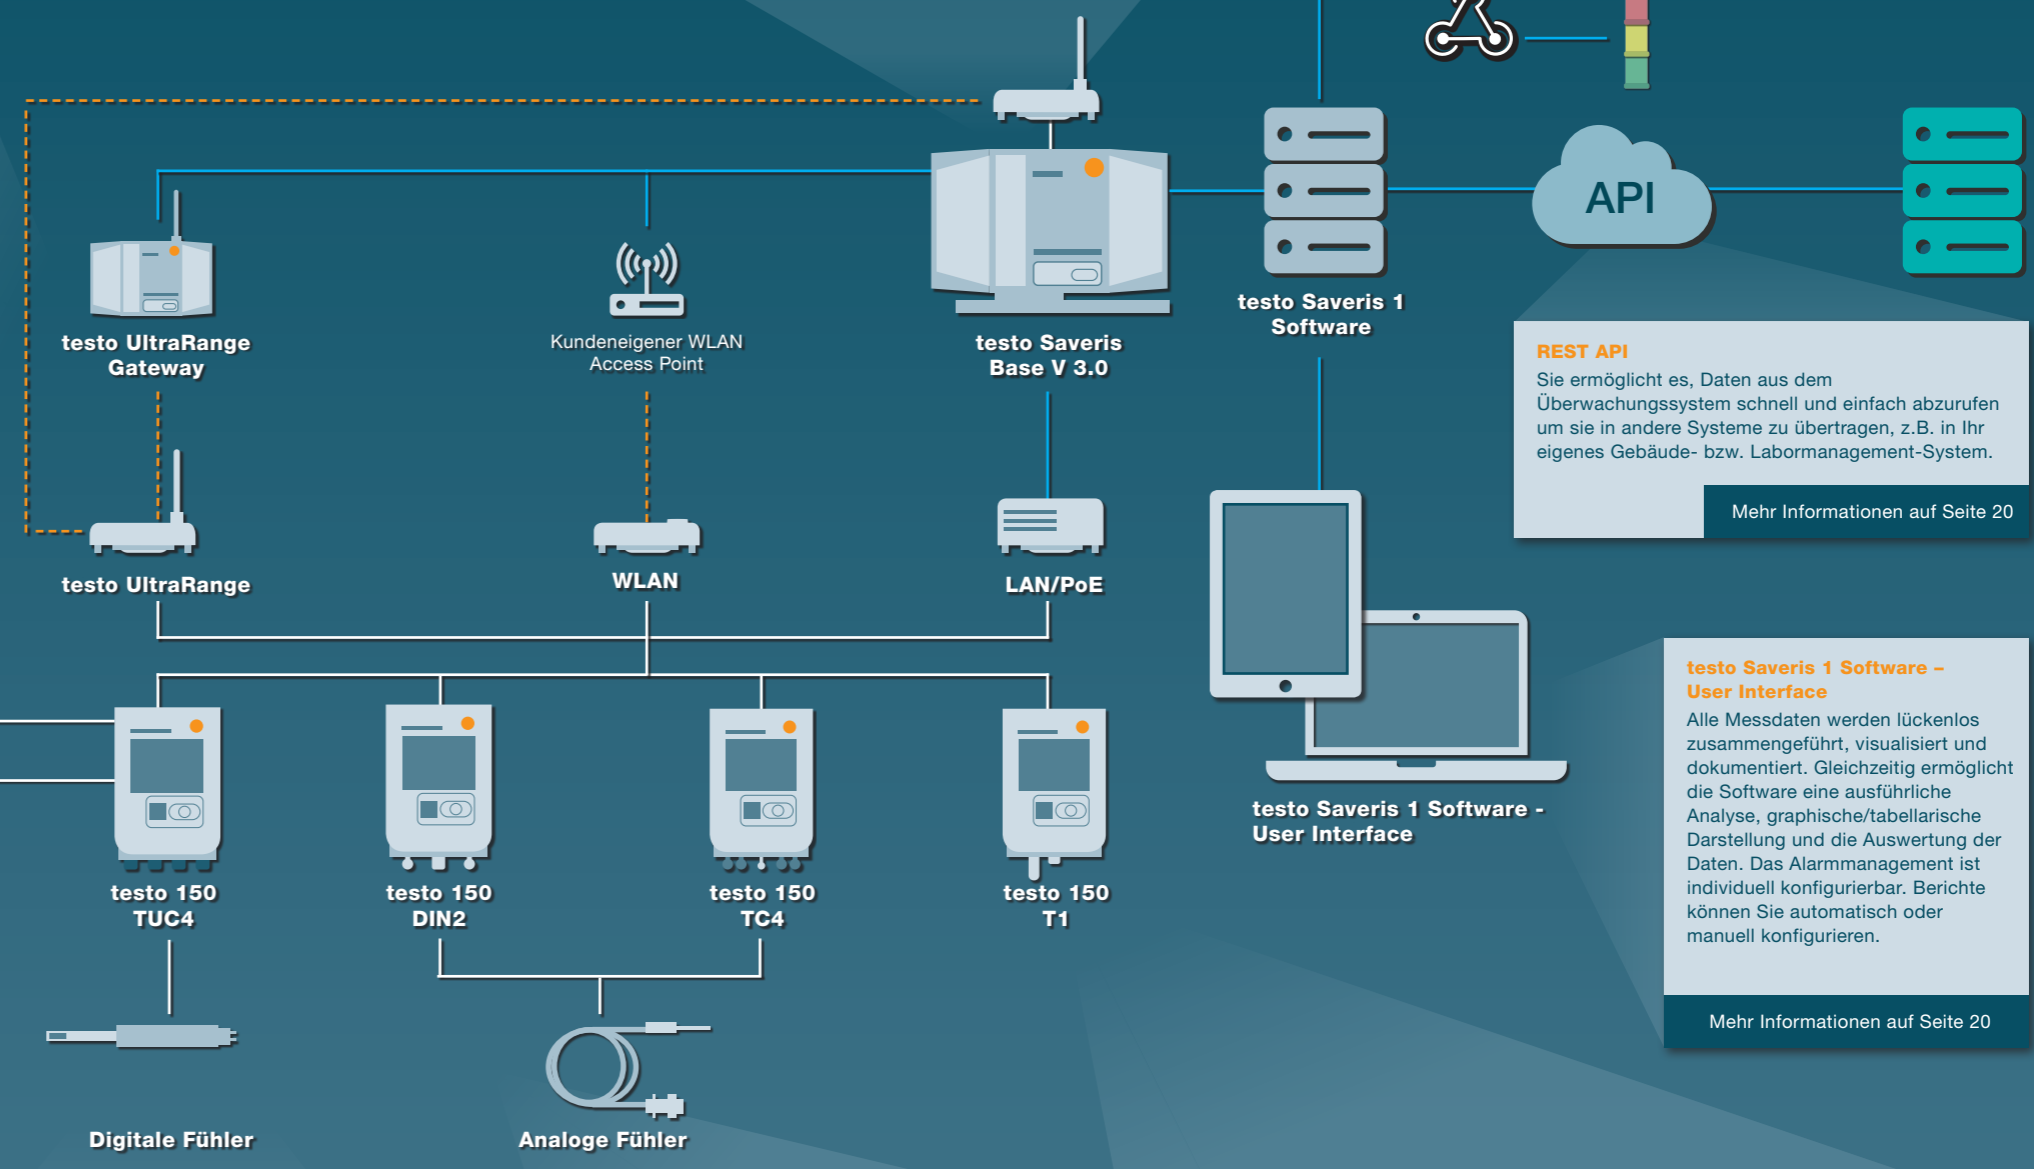 API
testo Saveris 1
Software
testo UltraRange
Gateway
Kundeneigener WLAN
Access Point
testo Saveris
Base V 3.0
REST API
Sie ermöglicht es, Daten aus dem
Überwachungssystem schnell und einfach abzurufen
um sie in andere Systeme zu übertragen, z.B. in Ihr
eigenes Gebäude- bzw. Labormanagement-System.
Mehr Informationen auf Seite 20
testo UltraRange
WLAN
LAN/PoE
testo Saveris 1 Software -
User Interface
testo Saveris 1 Software –
User Interface
Alle Messdaten werden lückenlos
zusammengeführt, visualisiert und
dokumentiert. Gleichzeitig ermöglicht
die Software eine ausführliche
Analyse, graphische/tabellarische
Darstellung und die Auswertung der
Daten. Das Alarmmanagement ist
individuell konfigurierbar. Berichte
können Sie automatisch oder
manuell konfigurieren.
Mehr Informationen auf Seite 20
testo 150
TUC4
testo 150
DIN2
testo 150
TC4
testo 150
T1
Digitale Fühler
Analoge Fühler